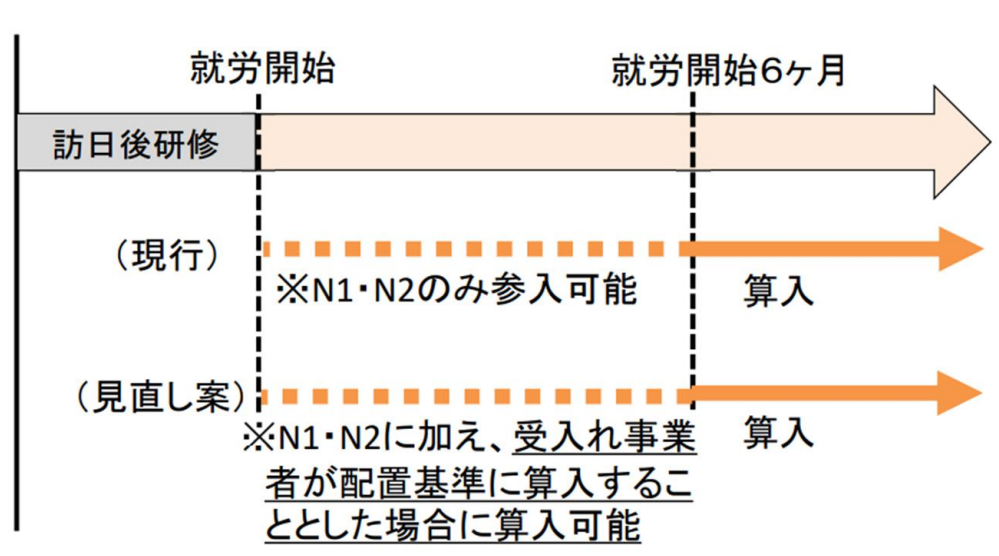 就労開始
就労開始6ヶ月
訪日後研修
（現行）
※N1・N2のみ参入可能
算入
（見直し案）
※N1・N2に加え、受入れ事業
者が配置基準に算入するこ
ととした場合に算入可能
算入